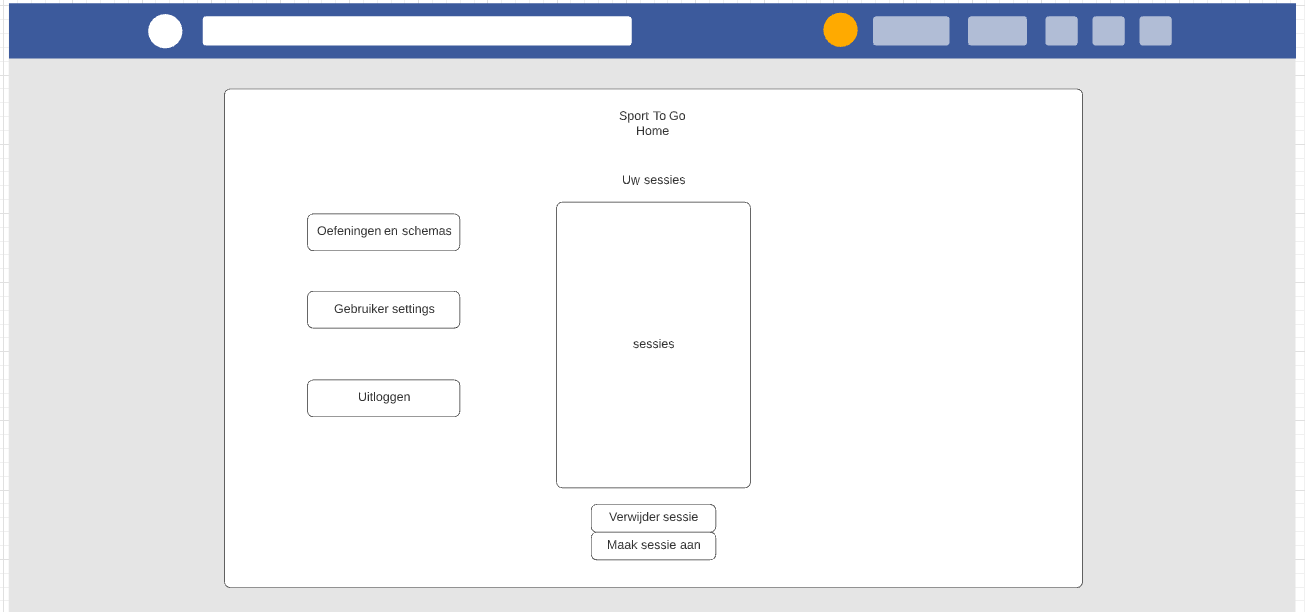 Sport To Go
Home
Uw sessies
Oefeningen en schemas
Gebruiker settings
sessies
Uitloggen
Verwijder sessie
Maak sessie aan